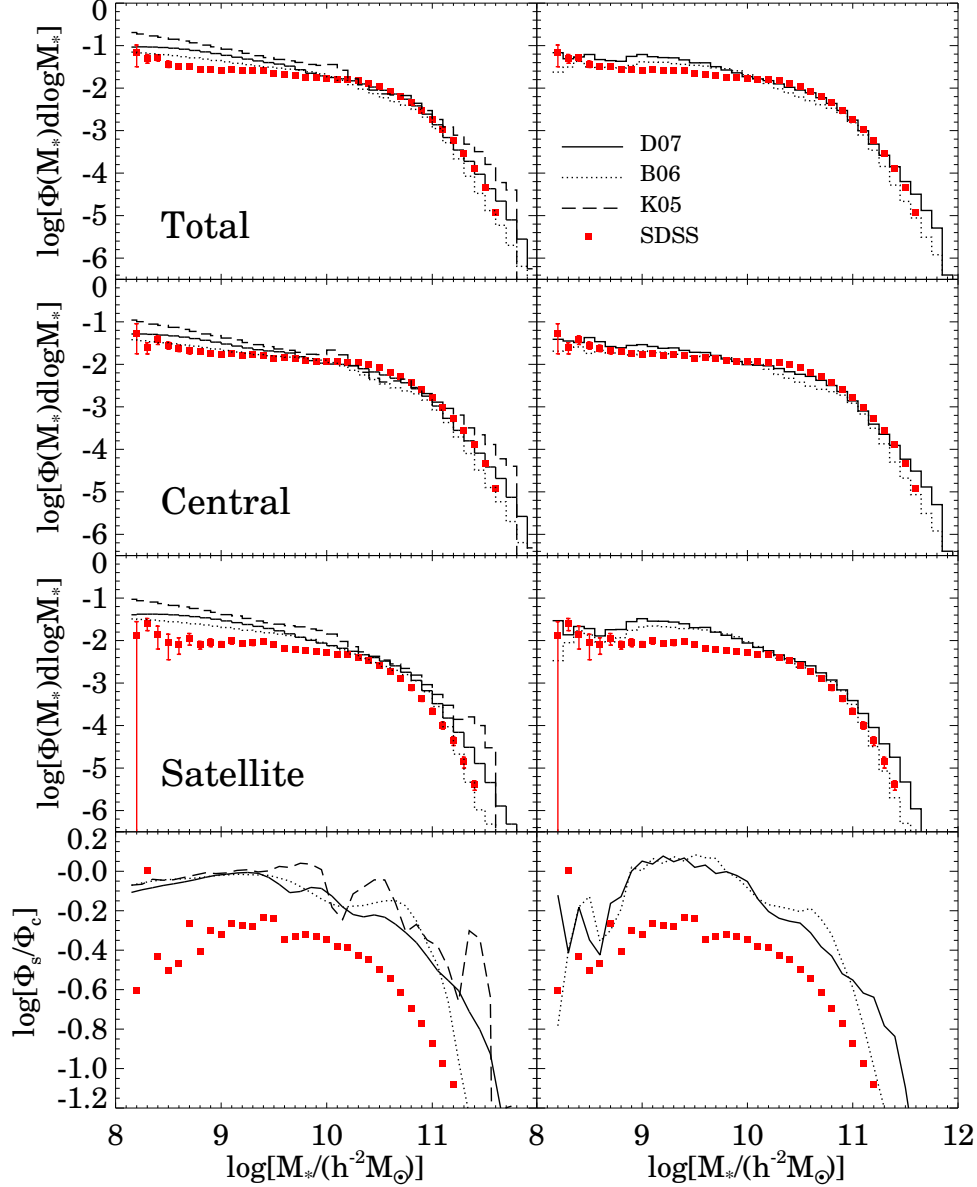 0
-1
-2
-3
-4
-5
-6
log[Φ(M*)dlogM*]
Total
D07
B06
K05
SDSS
0
-1
-2
-3
-4
-5
-6
log[Φ(M*)dlogM*]
Central
0
-1
-2
-3
-4
-5
-6
log[Φ(M*)dlogM*]
Satellite
0.2
-0.0
-0.2
-0.4
-0.6
-0.8
-1.0
-1.2
log[Φs/Φc]
8 9 10 11 8 9 10 11 12
log[M*/(h⁻²M⊙)] log[M*/(h⁻²M⊙)]